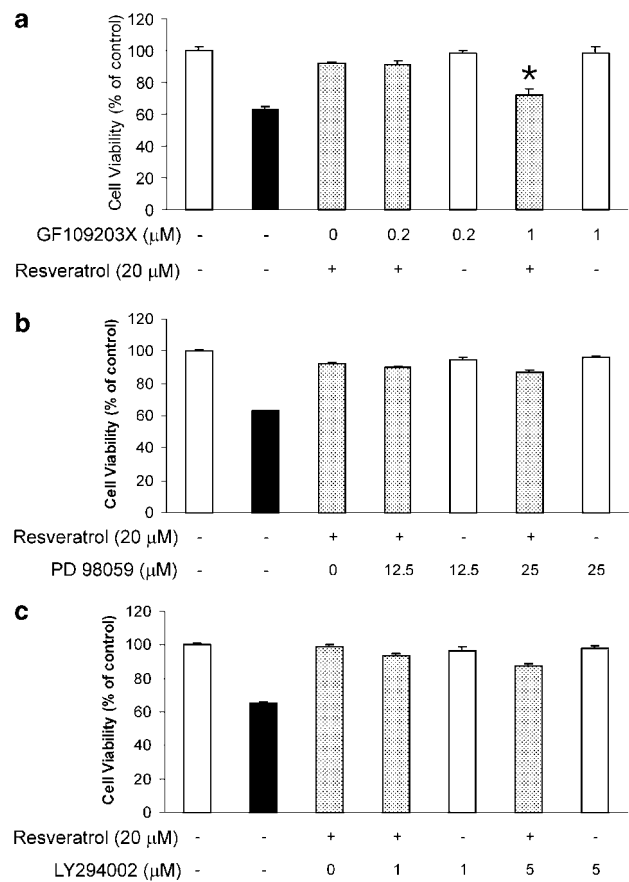 a
Cell Viability (% of control)
120
100
80
60
40
20
0
*
GF109203X (μM) - - 0 0.2 0.2 1 1
Resveratrol (20 μM) - - + + - + -
b
Cell Viability (% of control)
120
100
80
60
40
20
0
Resveratrol (20 μM) - - + + - + -
PD 98059 (μM) - - 0 12.5 12.5 25 25
c
Cell Viability (% of control)
120
100
80
60
40
20
0
Resveratrol (20 μM) - - + + - + -
LY294002 (μM) - - 0 1 1 5 5